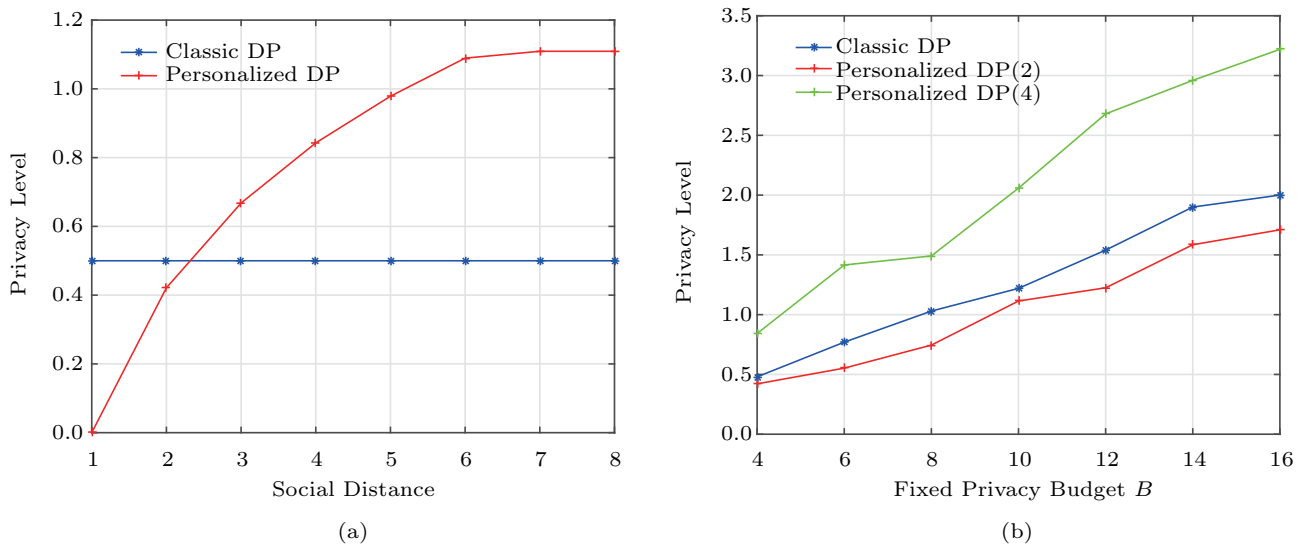 1.2
1.0
0.8
0.6
0.4
0.2
0.0
Privacy Level
Classic DP
Personalized DP
1 2 3 4 5 6 7 8
Social Distance
(a)
3.5
3.0
2.5
2.0
1.5
1.0
0.5
0.0
Privacy Level
Classic DP
Personalized DP(2)
Personalized DP(4)
4 6 8 10 12 14 16
Fixed Privacy Budget B
(b)